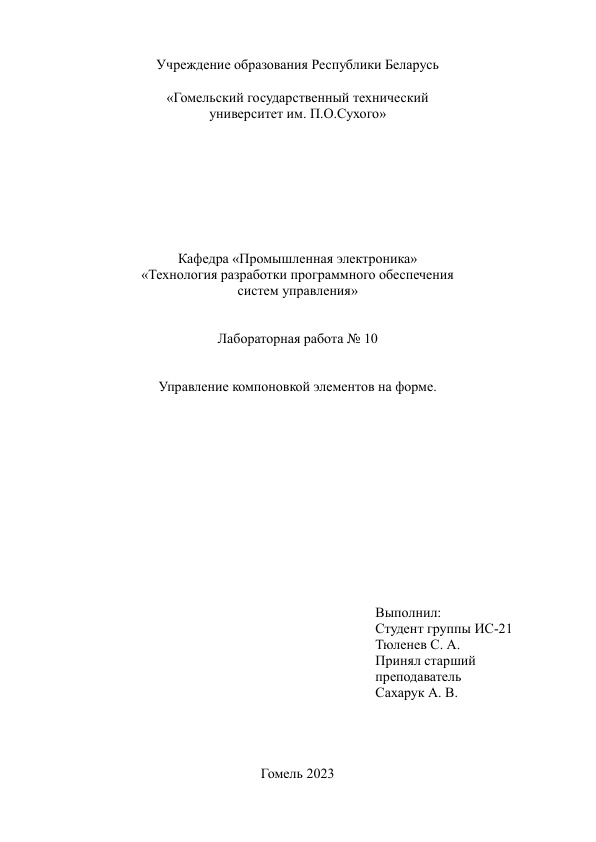 Учреждение образования Республики Беларусь
«Гомельский государственный технический
университет им. П.О.Сухого»
Кафедра «Промышленная электроника»
«Технология разработки программного обеспечения
систем управления»
Лабораторная работа № 10
Управление компоновкой элементов на форме.
Выполнил:
Студент группы ИС-21
Тюленев С. А.
Принял старший
преподаватель
Сахарук А. В.
Гомель 2023